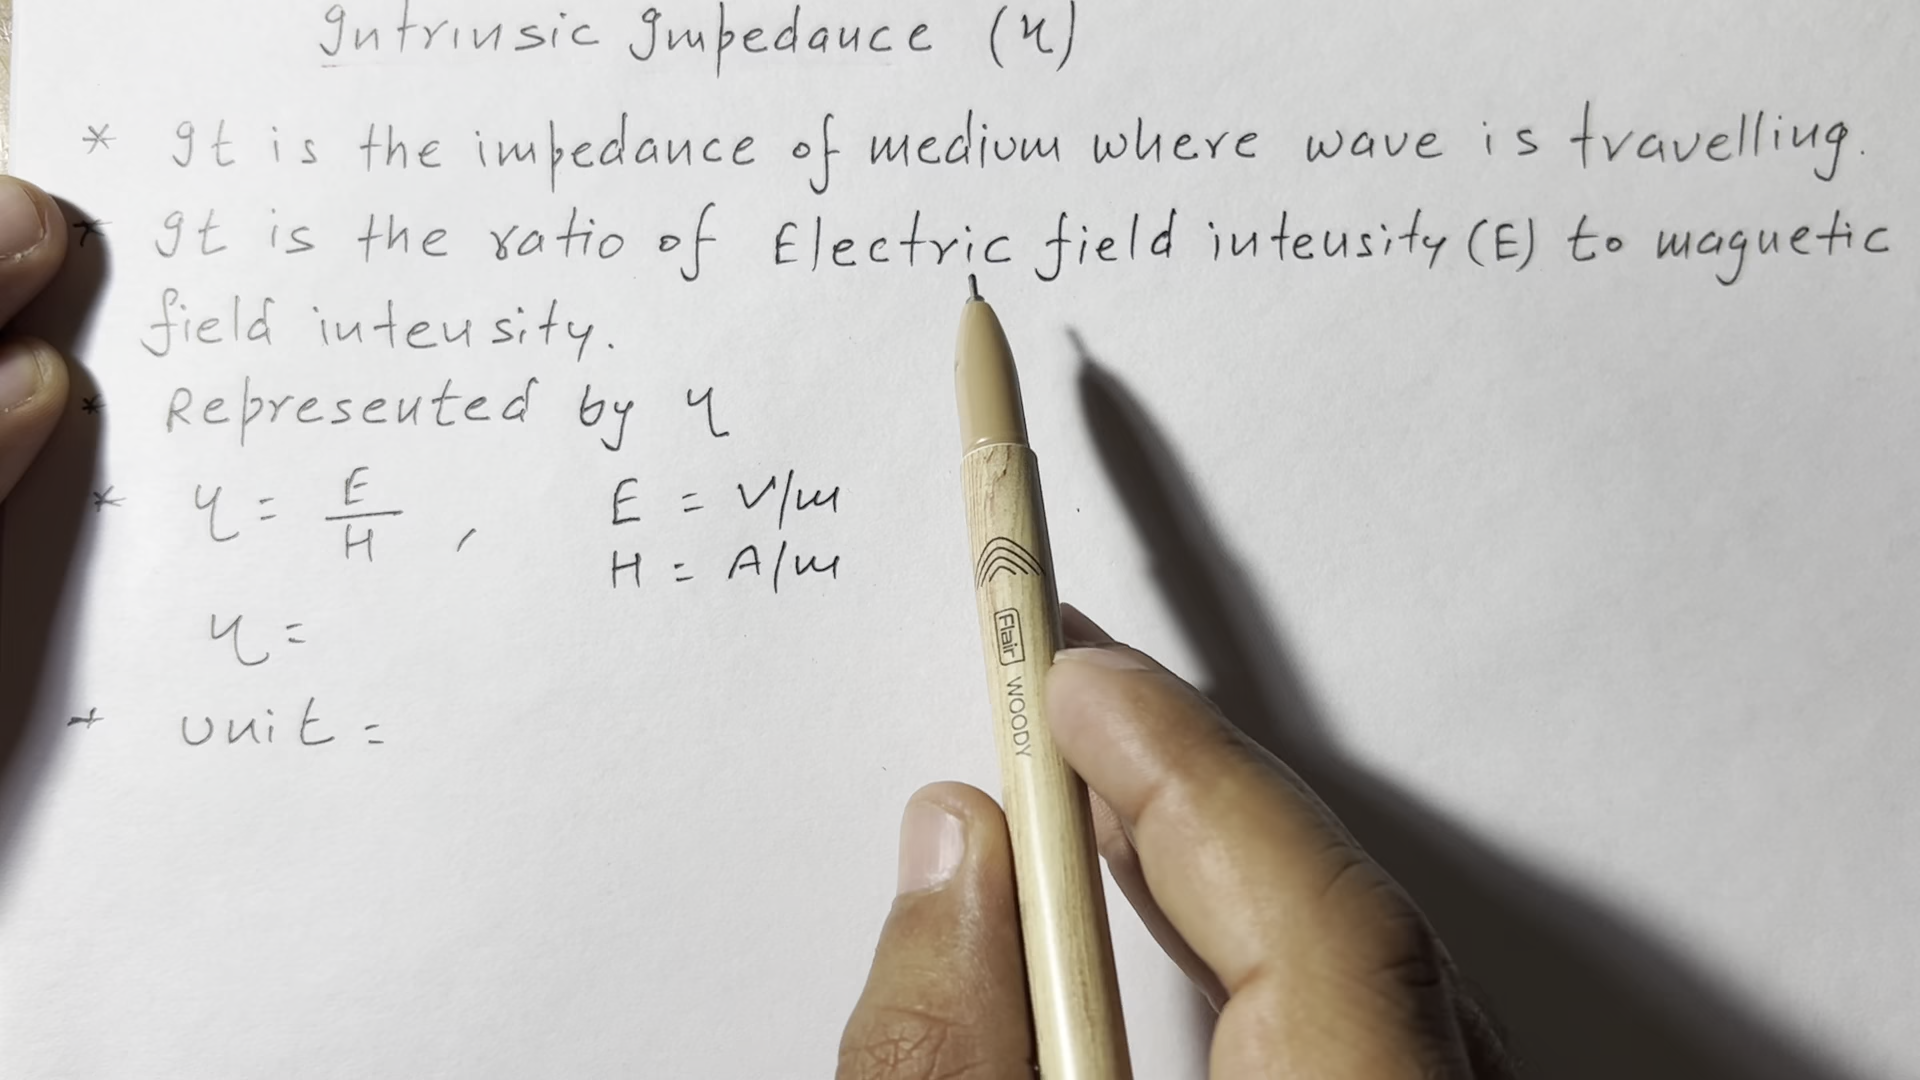 Intrinsic Impedance (η)
* It is the impedance of medium where wave is travelling.
* It is the ratio of Electric field intensity (E) to magnetic
field intensity.
* Represented by η
* η = E/H , E = V/m
H = A/m
η =
* Unit =
Flair WOODY